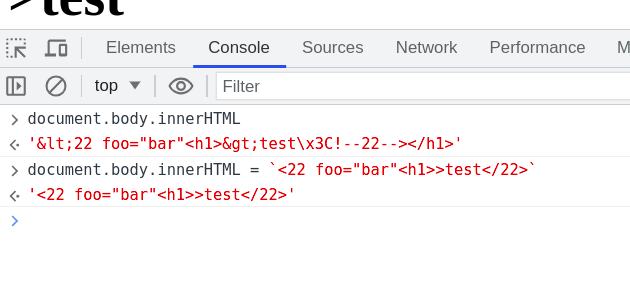 >test
Elements Console Sources Network Performance M
top Filter
> document.body.innerHTML
'&lt;22 foo="bar"<h1>&gt;test\x3C!--22--></h1>'
> document.body.innerHTML = `<22 foo="bar"<h1>>test</22>`
'<22 foo="bar"<h1>>test</22>'
>